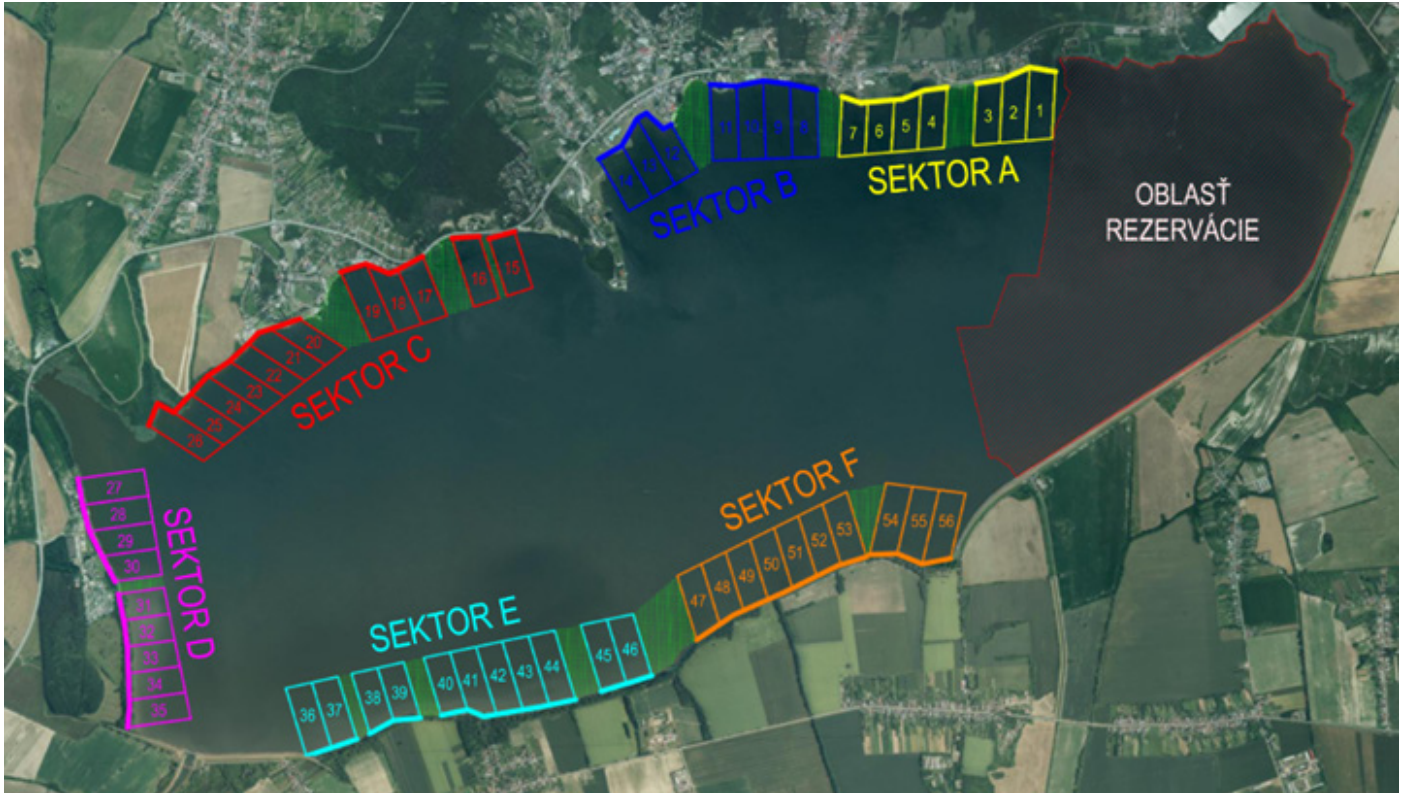 3 2 1
7 6 5 4
SEKTOR A
11 10 9 8
14 13 12
SEKTOR B
OBLASŤ
REZERVÁCIE
16 15
19 18 17
26 25 24 23 22 21 20
SEKTOR C
27
28
29
30
31
32
33
34
35
SEKTOR D
36 37 38 39 40 41 42 43 44 45 46
SEKTOR E
47 48 49 50 51 52 53 54 55 56
SEKTOR F